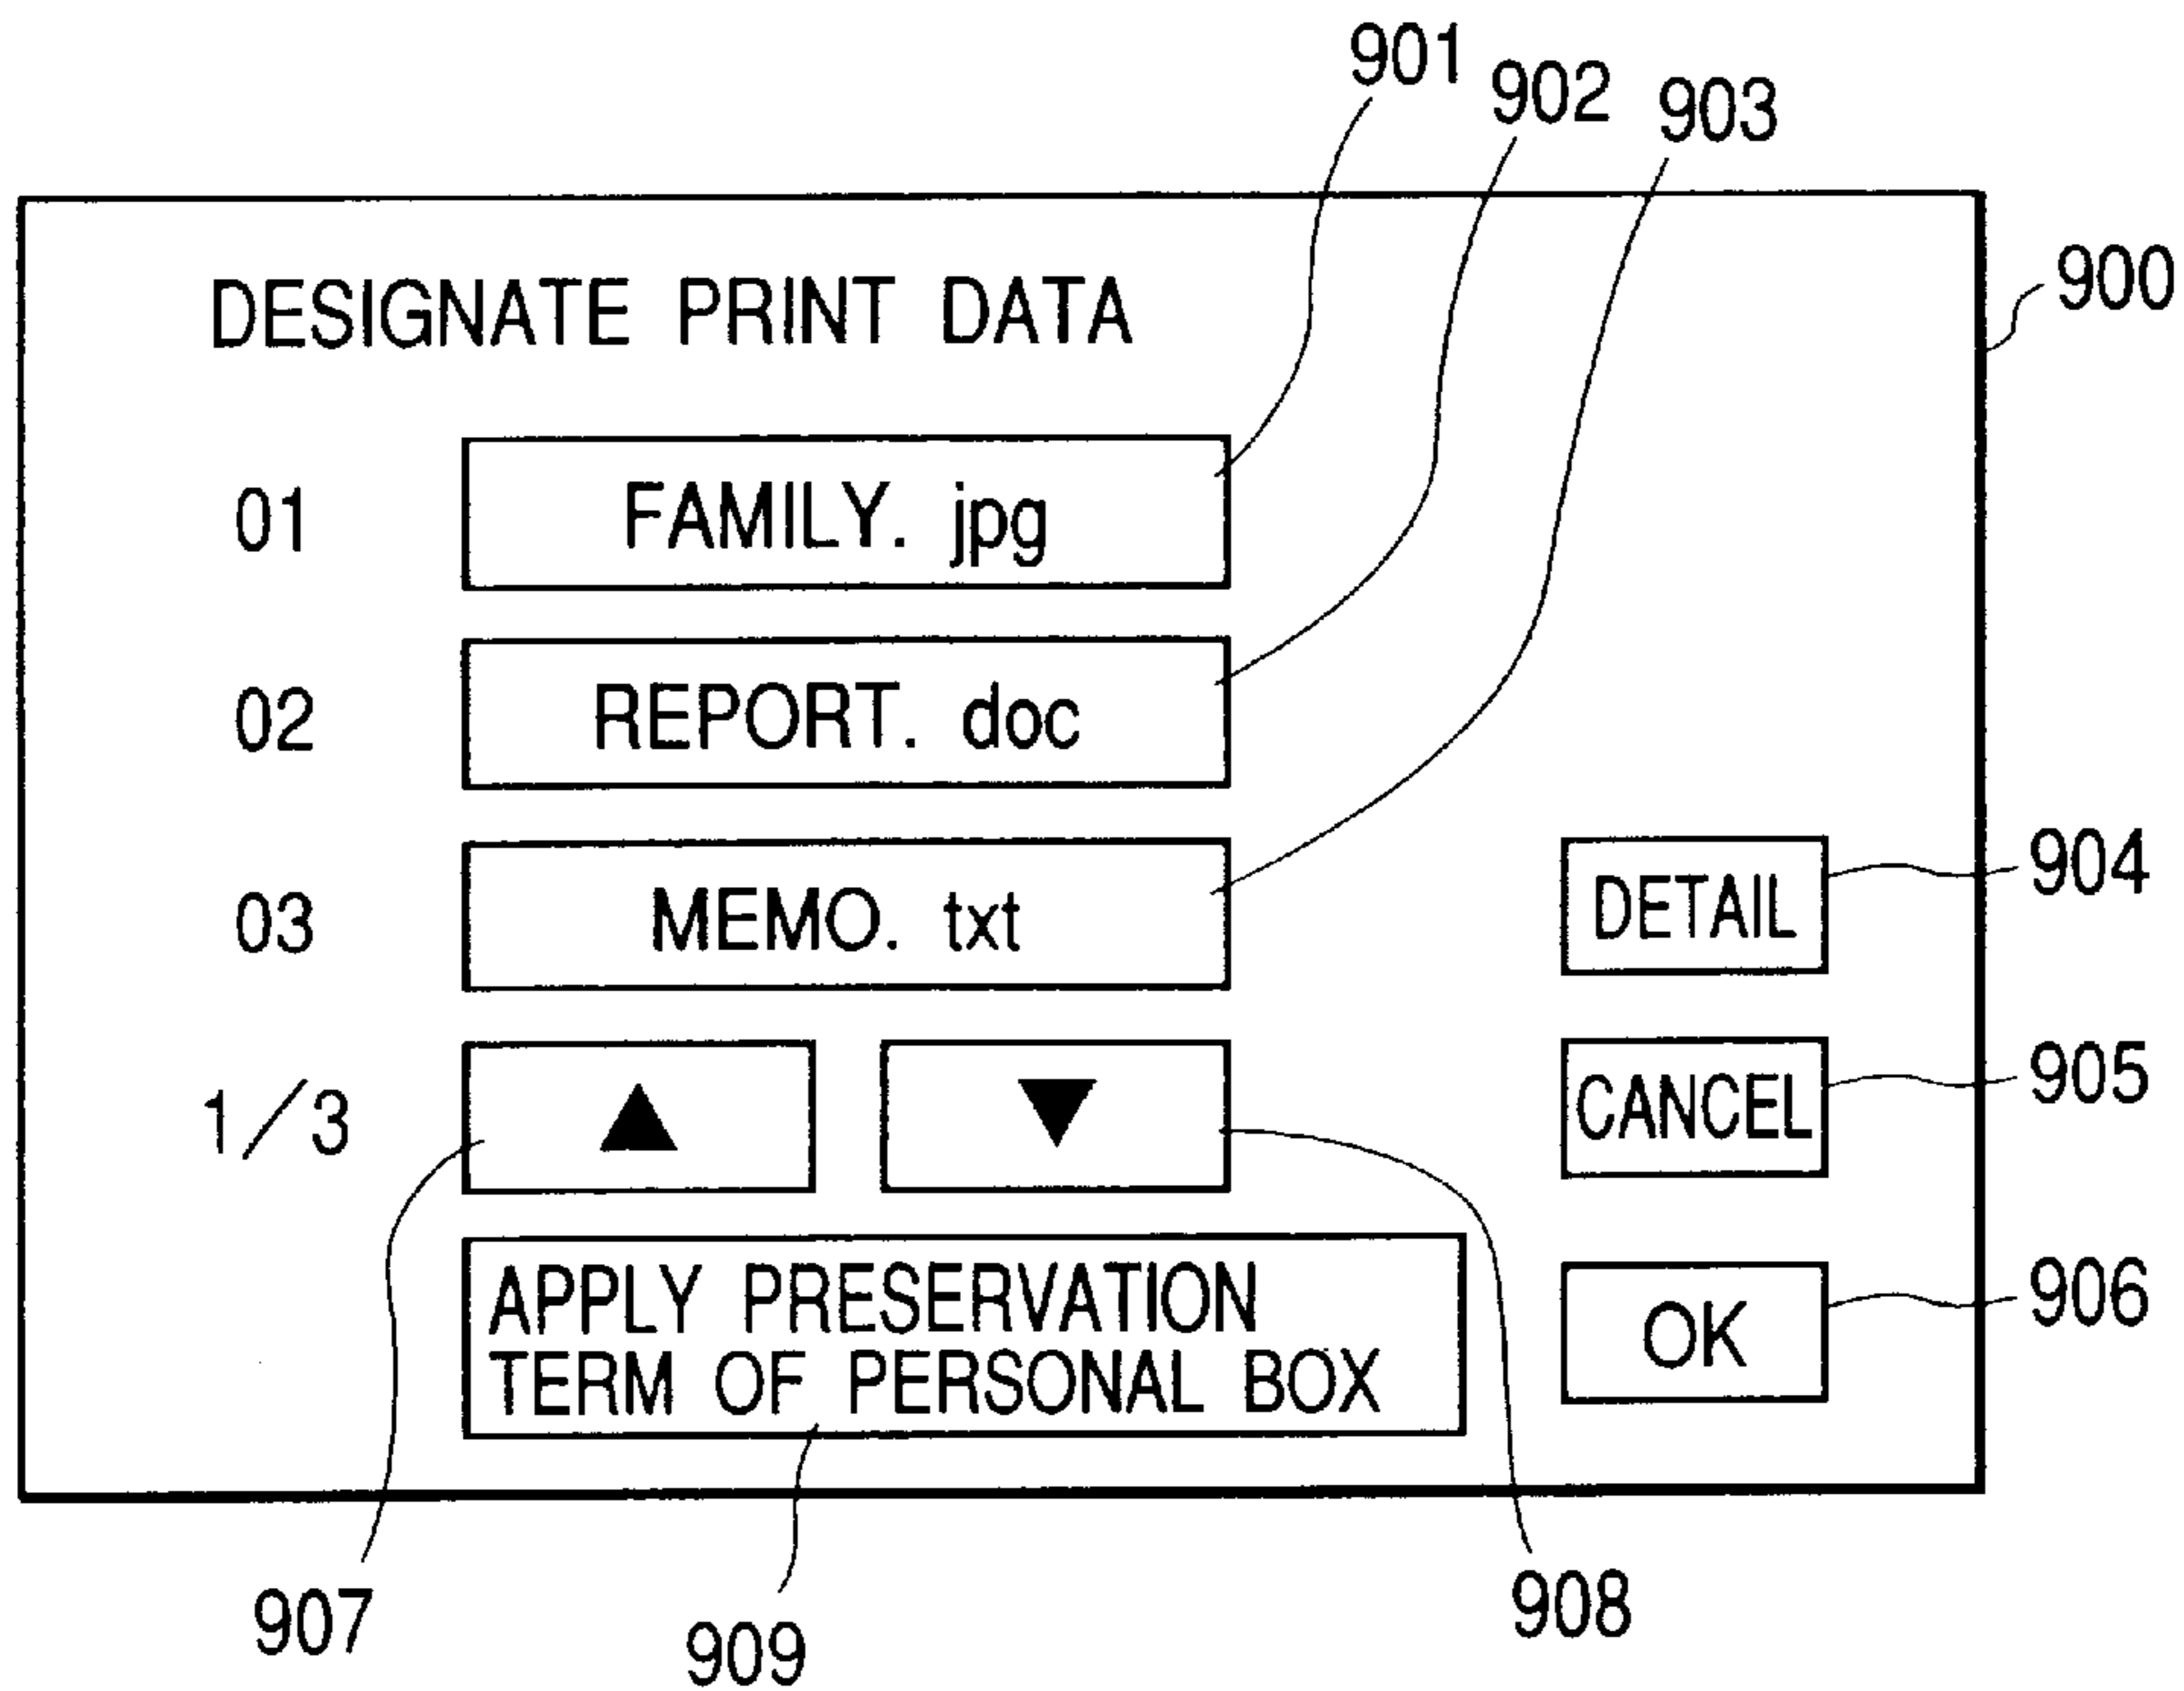 901
902
903
900
DESIGNATE PRINT DATA
01 FAMILY. jpg
02 REPORT. doc
03 MEMO. txt
DETAIL 904
1/3 ▲ ▼
CANCEL 905
APPLY PRESERVATION
TERM OF PERSONAL BOX
OK 906
907
909
908